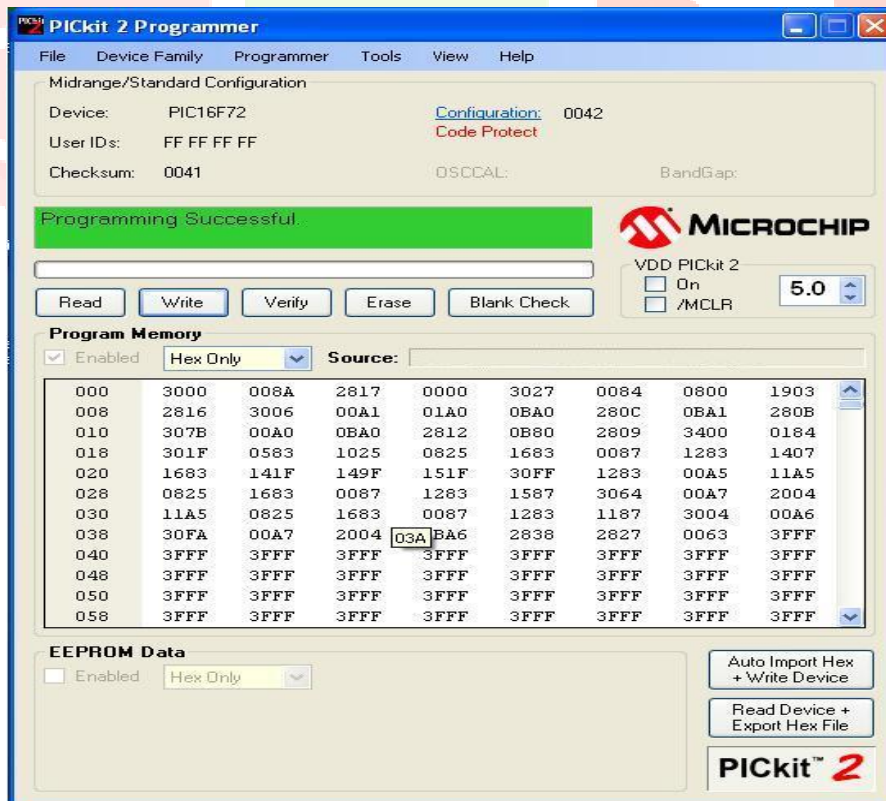 PICkit 2 Programmer
File Device Family Programmer Tools View Help
Midrange/Standard Configuration
Device: PIC16F72 Configuration: 0042
Code Protect
User IDs: FF FF FF FF
Checksum: 0041 OSCCAL: BandGap:
Programming Successful.
MICROCHIP
VDD PICkit 2
On
/MCLR
5.0
Read Write Verify Erase Blank Check
Program Memory
Enabled Hex Only Source:
000 3000 008A 2817 0000 3027 0084 0800 1903
008 2816 3006 00A1 01A0 0BA0 280C 0BA1 280B
010 307B 00A0 0BA0 2812 0B80 2809 3400 0184
018 301F 0583 1025 0825 1683 0087 1283 1407
020 1683 141F 149F 151F 30FF 1283 00A5 11A5
028 0825 1683 0087 1283 1587 3064 00A7 2004
030 11A5 0825 1683 0087 1283 1187 3004 00A6
038 30FA 00A7 2004 03A BA6 2838 2827 0063 3FFF
040 3FFF 3FFF 3FFF 3FFF 3FFF 3FFF 3FFF 3FFF
048 3FFF 3FFF 3FFF 3FFF 3FFF 3FFF 3FFF 3FFF
050 3FFF 3FFF 3FFF 3FFF 3FFF 3FFF 3FFF 3FFF
058 3FFF 3FFF 3FFF 3FFF 3FFF 3FFF 3FFF 3FFF
EEPROM Data
Enabled Hex Only
Auto Import Hex
+ Write Device
Read Device +
Export Hex File
PICkit™ 2